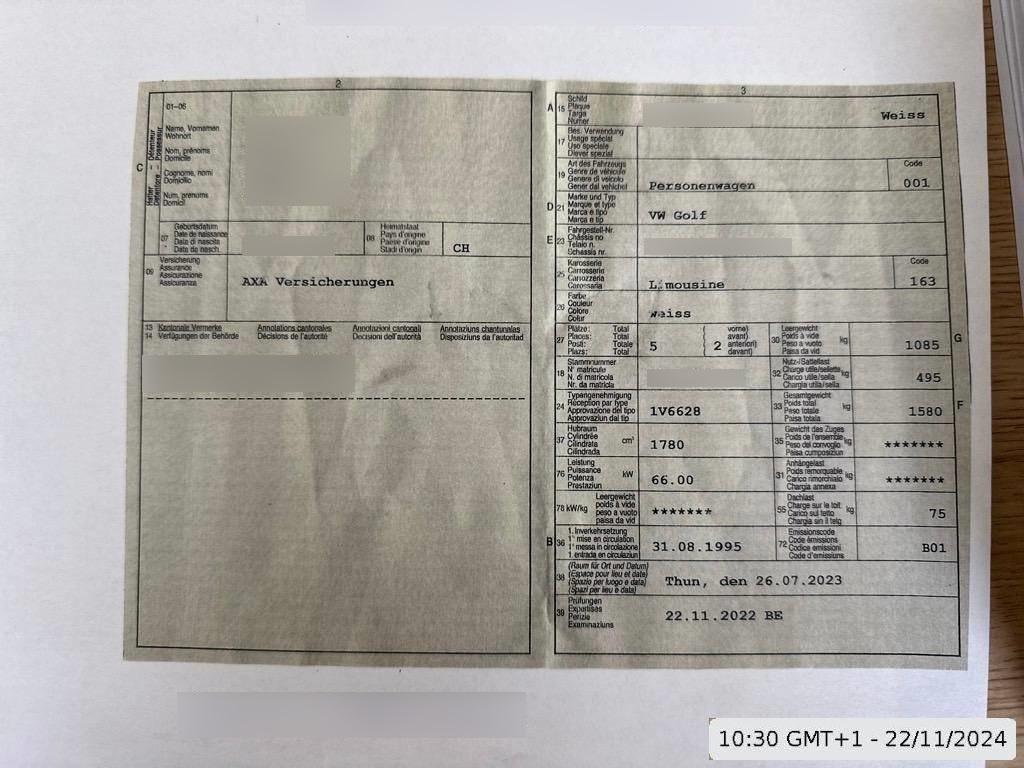 2
01–06
Name, Vornamen
Wohnort
Nom, prénoms
Domicile
Cognome, nomi
Domicilio
Num, prenums
Domicil
C
Halter – Détenteur
Detentore – Possessur
07
Geburtsdatum
Date de naissance
Data di nascita
Data da nasch.
08
Heimatstaat
Pays d'origine
Paese d'origine
Stadi d'origin
CH
09
Versicherung
Assurance
Assicurazione
Assicuranza
AXA Versicherungen
13 Kantonale Vermerke Annotations cantonales Annotazioni cantonali Annotaziuns chantunalas
14 Verfügungen der Behörde Décisions de l'autorité Decisioni dell'autorità Disposiziuns da l'autoritad
3
A 15
Schild
Plaque
Targa
Numer
Weiss
17
Bes. Verwendung
Usage spécial
Uso speciale
Diever spezial
19
Art des Fahrzeugs
Genre de véhicule
Genere di veicolo
Gener dal vehichel
Personenwagen
Code
001
D 21
Marke und Typ
Marque et type
Marca e tipo
Marca e tip
VW Golf
E 23
Fahrgestell-Nr.
Châssis no
Telaio n.
Schassis nr.
25
Karosserie
Carrosserie
Carrozzeria
Carossaria
Limousine
Code
163
26
Farbe
Couleur
Colore
Colur
weiss
27
Plätze: Total
Places: Total
Posti: Totale
Plazs: Total
5
(vorne)
(avant)
(anteriori)
(davant)
2
30
Leergewicht
Poids à vide
Peso a vuoto
Paisa da vid
kg
1085
G
18
Stammnummer
N° matricule
N. di matricola
Nr. da matricla
32
Nutz-/Sattellast
Charge utile/sellette
Carico utile/sella
Chargia utila/sella
kg
495
24
Typengenehmigung
Réception par type
Approvazione del tipo
Approvaziun dal tip
1V6628
33
Gesamtgewicht
Poids total
Peso totale
Paisa totala
kg
1580
F
37
Hubraum
Cylindrée
Cilindrata
Cilindrada
cm³
1780
35
Gewicht des Zuges
Poids de l'ensemble
Peso del convoglio
Paisa cumposiziun
kg
*******
76
Leistung
Puissance
Potenza
Prestaziun
kW
66.00
31
Anhängelast
Poids remorquable
Carico rimorchiato
Chargia annexa
kg
*******
78 kW/kg
Leergewicht
poids à vide
peso a vuoto
paisa da vid
*******
55
Dachlast
Charge sur le toit
Carico sul tetto
Chargia sin il tetg
kg
75
B 36
1. Inverkehrsetzung
1re mise en circulation
1a messa in circolazione
1. entrada en circulaziun
31.08.1995
72
Emissionscode
Code émissions
Codice emissioni
Code d'emissiuns
B01
38
(Raum für Ort und Datum)
(Espace pour lieu et date)
(Spazio per luogo e data)
(Spazi per lieu e data)
Thun, den 26.07.2023
39
Prüfungen
Expertises
Perizie
Examinaziuns
22.11.2022 BE
10:30 GMT+1 - 22/11/2024